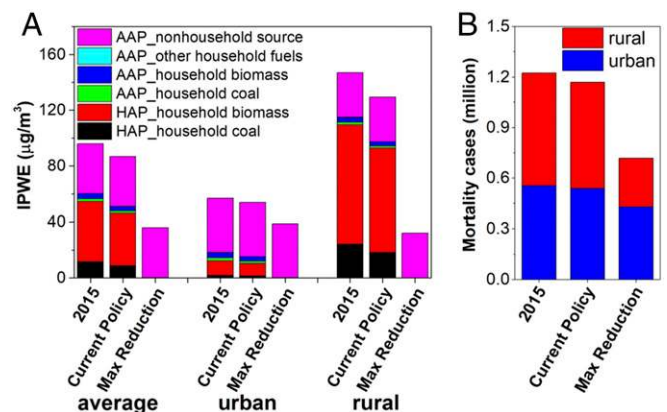 A
IPWE (μg/m³)
160
120
80
40
0
AAP_nonhousehold source
AAP_other household fuels
AAP_household biomass
AAP_household coal
HAP_household biomass
HAP_household coal
2015
Current Policy
Max Reduction
2015
Current Policy
Max Reduction
2015
Current Policy
Max Reduction
average
urban
rural
B
Mortality cases (million)
1.5
1.2
0.9
0.6
0.3
0.0
rural
urban
2015
Current Policy
Max Reduction